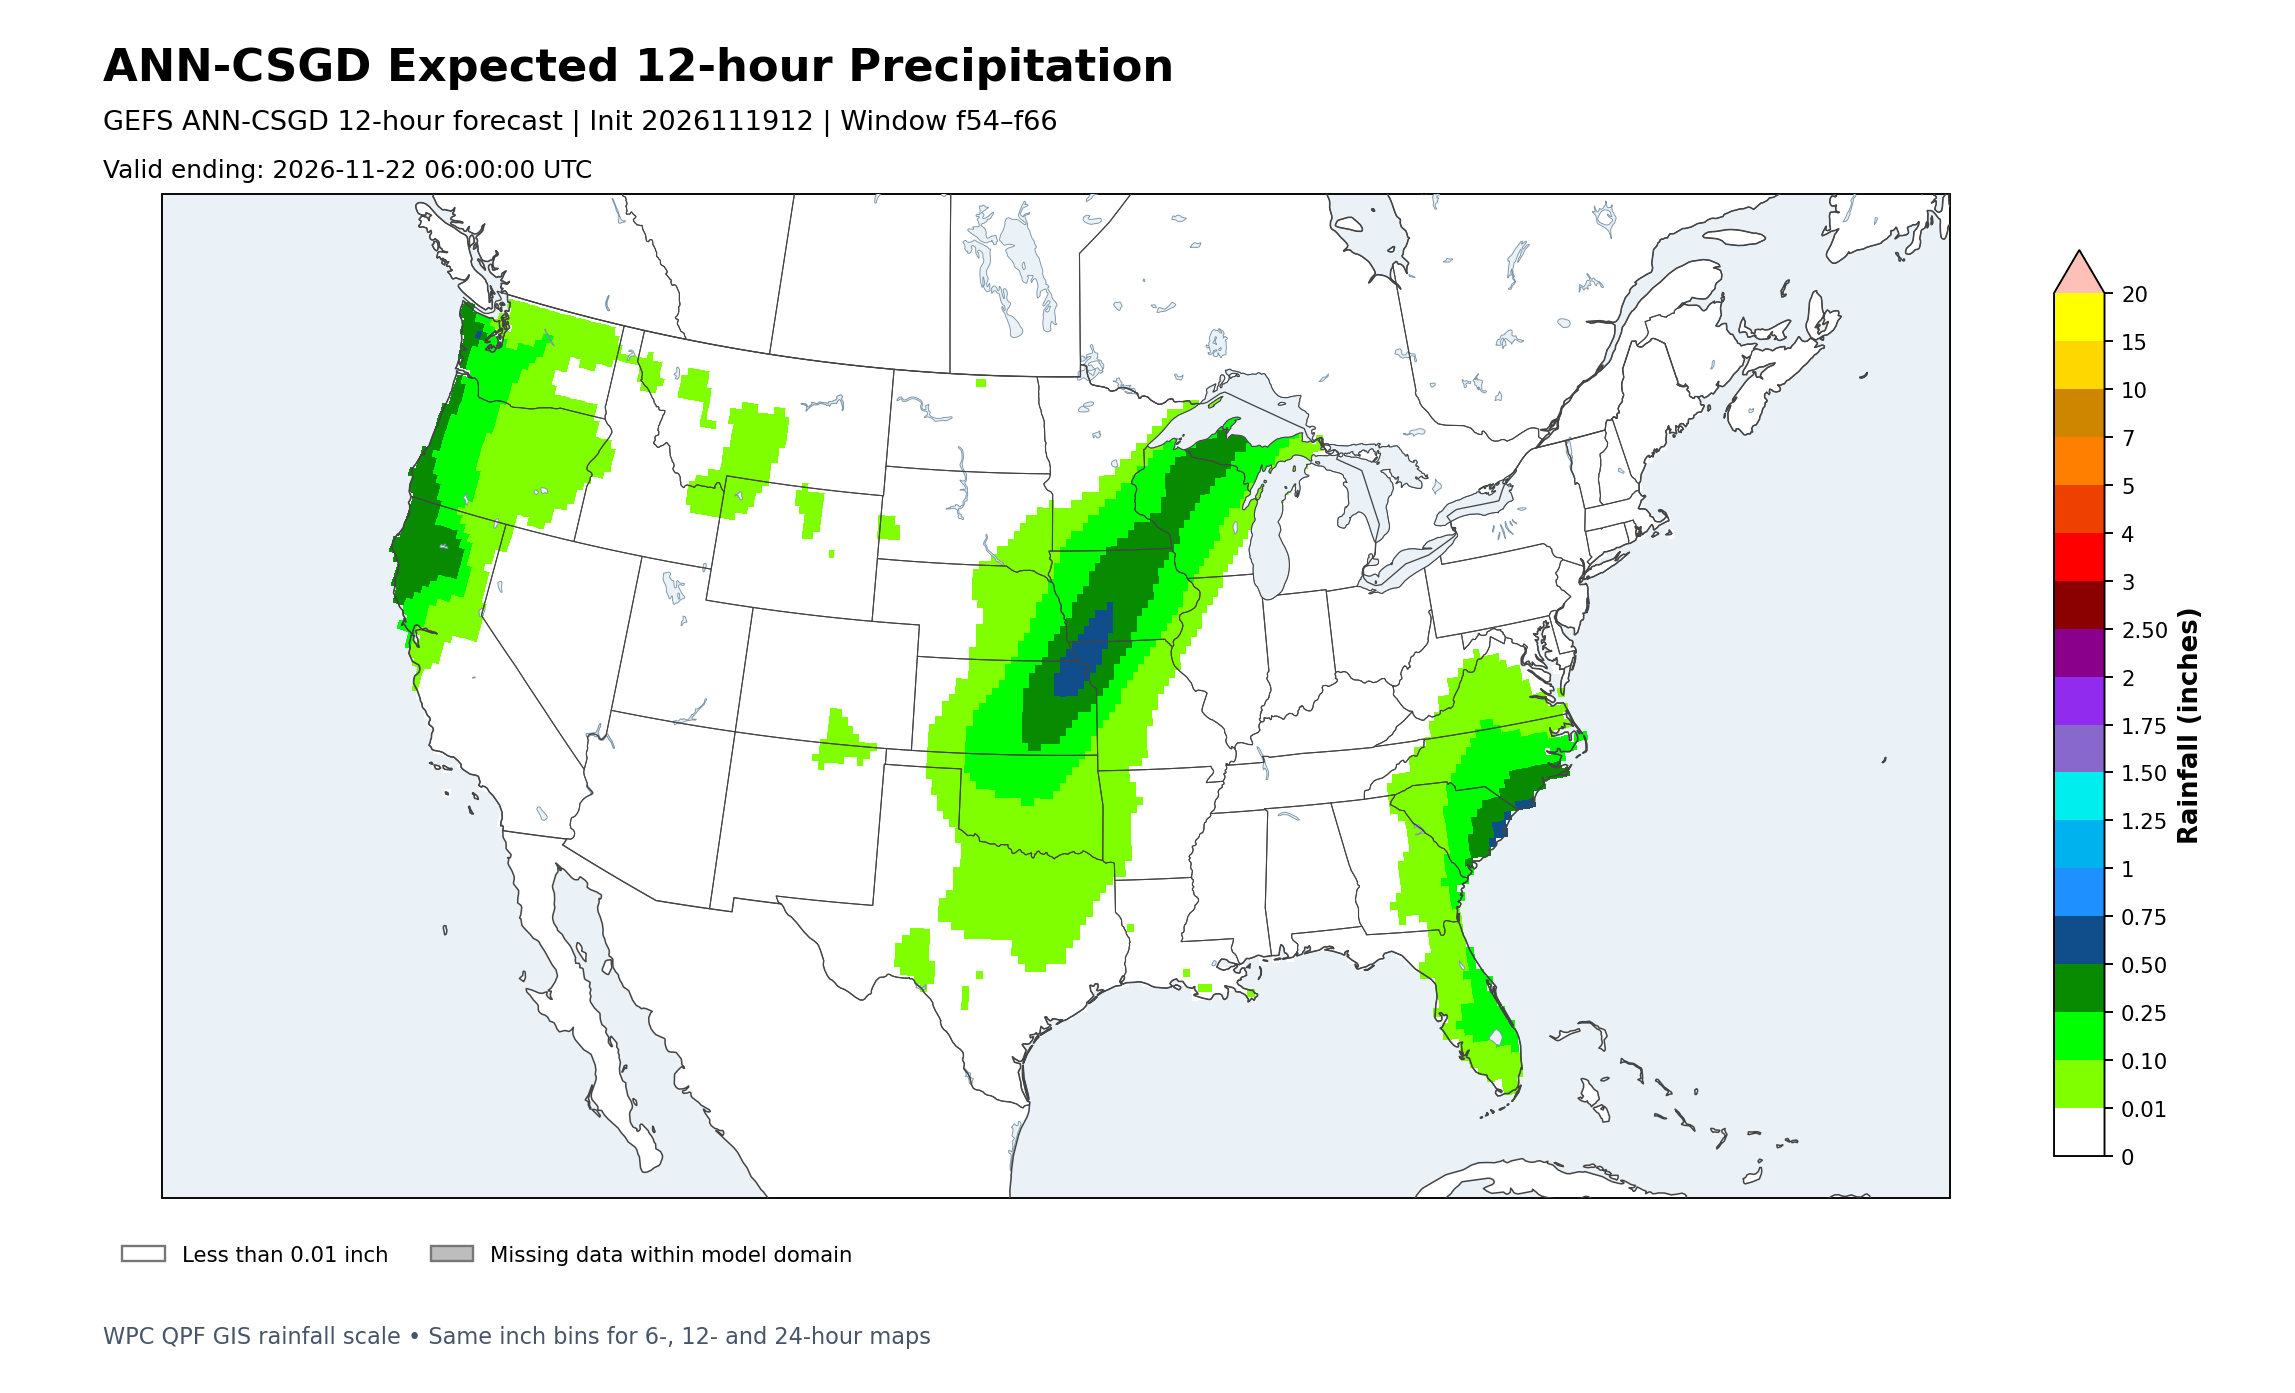 ANN-CSGD Expected 12-hour Precipitation
GEFS ANN-CSGD 12-hour forecast | Init 2026111912 | Window f54–f66
Valid ending: 2026-11-22 06:00:00 UTC
20
15
10
7
5
4
3
2.50
2
1.75
1.50
1.25
1
0.75
0.50
0.25
0.10
0.01
0
Rainfall (inches)
Less than 0.01 inch
Missing data within model domain
WPC QPF GIS rainfall scale • Same inch bins for 6-, 12- and 24-hour maps